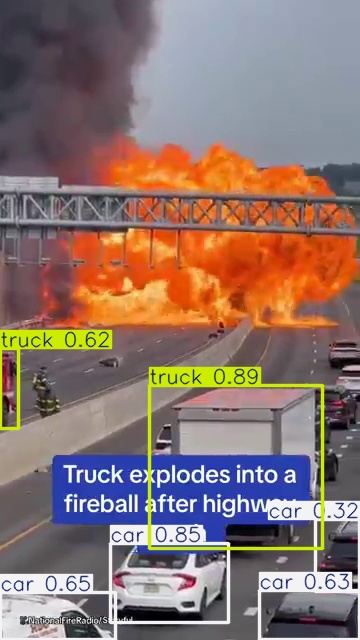 truck 0.62
truck 0.89
Truck explodes into a
fireball after highway
car 0.32
car 0.85
car 0.65
car 0.63